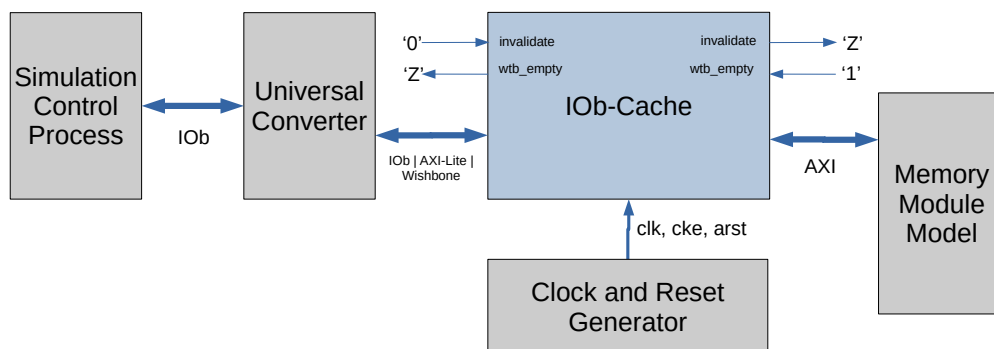 Simulation
Control
Process
IOb
Universal
Converter
IOb | AXI-Lite |
Wishbone
‘0’
‘Z’
invalidate
wtb_empty
invalidate
wtb_empty
IOb-Cache
‘Z’
‘1’
AXI
Memory
Module
Model
clk, cke, arst
Clock and Reset
Generator